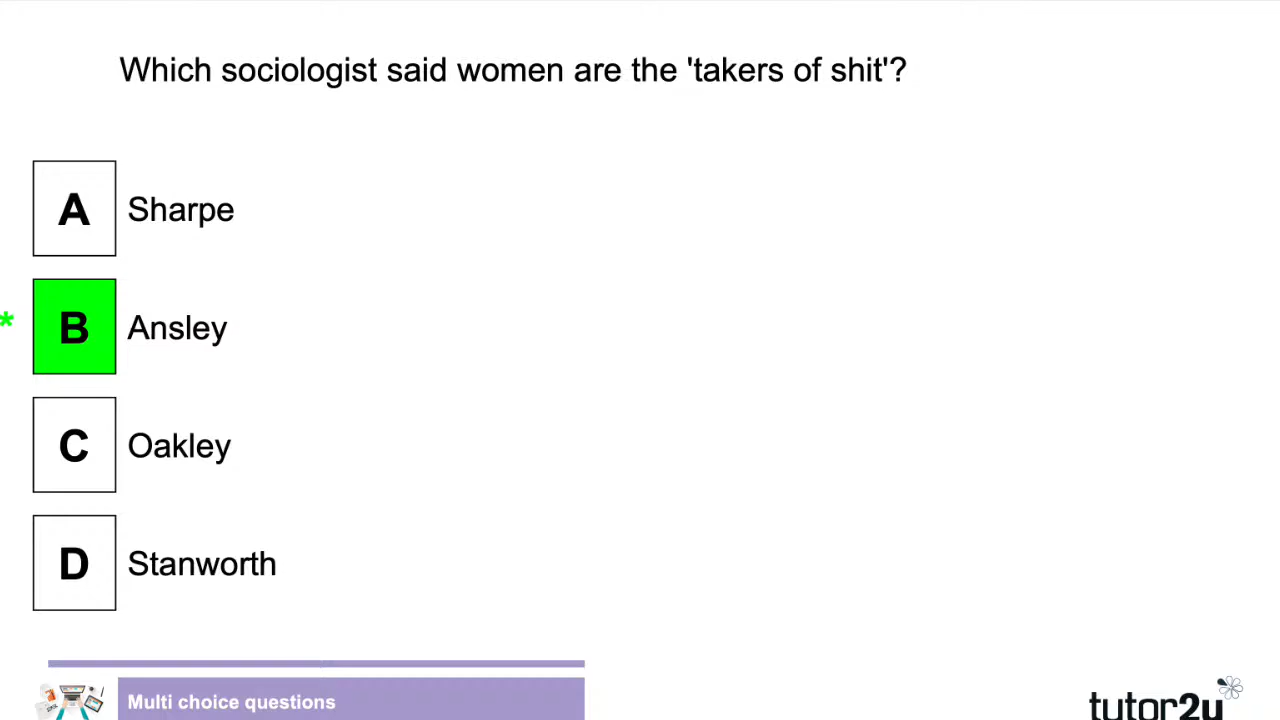 Which sociologist said women are the 'takers of shit'?
A Sharpe
* B Ansley
C Oakley
D Stanworth
Multi choice questions
tutor2u